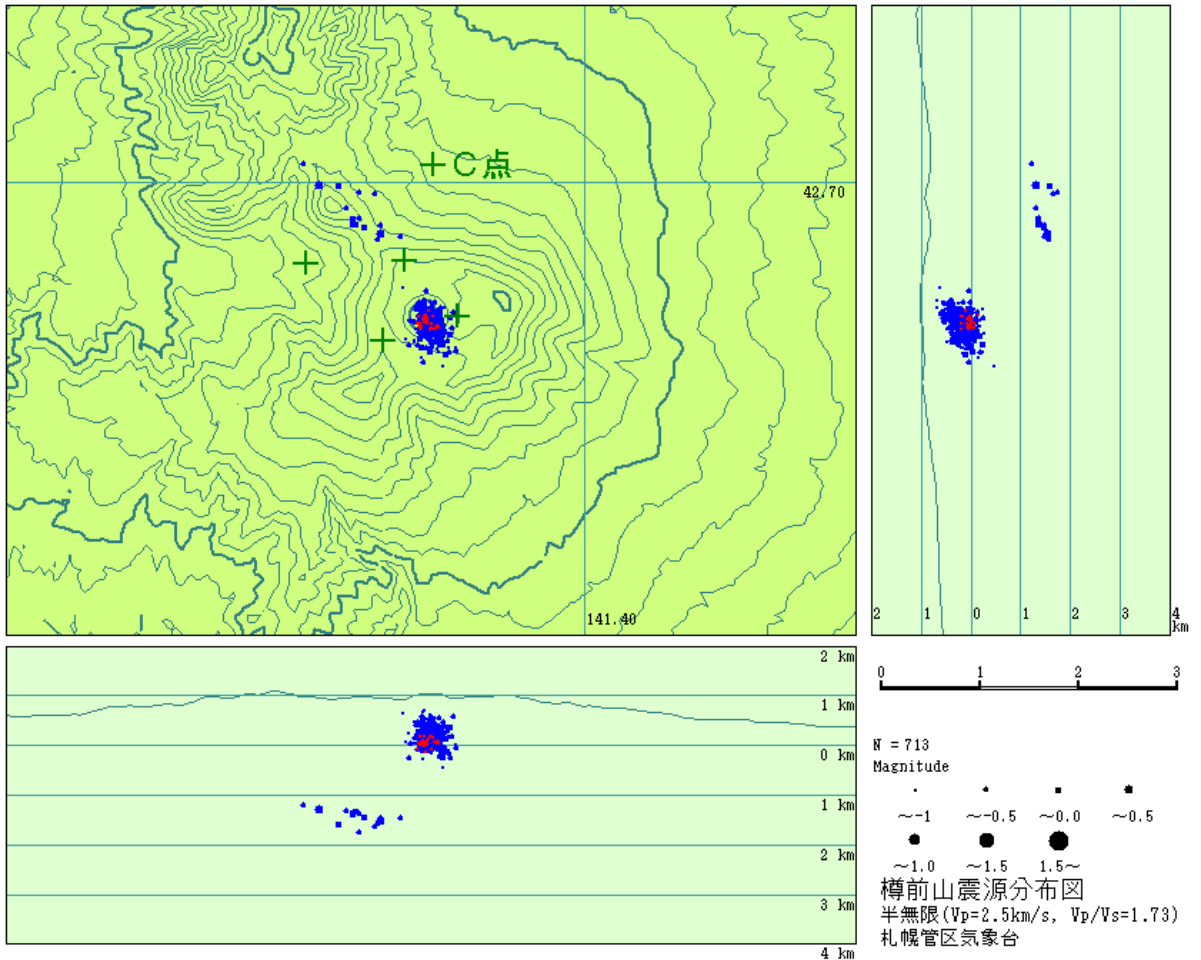 C点
42.70
141.40
2 1 0 1 2 3 4
km
2 km
1 km
0 km
1 km
2 km
3 km
4 km
0 1 2 3
N = 713
Magnitude
～-1 ～-0.5 ～0.0 ～0.5
～1.0 ～1.5 1.5～
樽前山震源分布図
半無限(Vp=2.5km/s, Vp/Vs=1.73)
札幌管区気象台